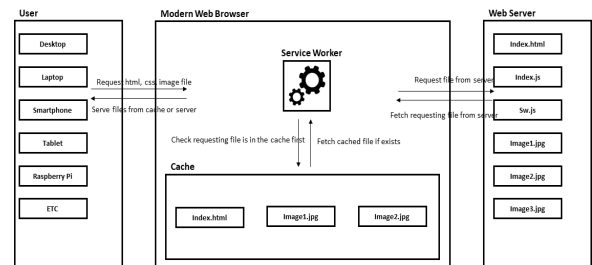 User
Desktop
Laptop
Smartphone
Tablet
Raspberry Pi
ETC
Request html, css, image file
Serve files from cache or server
Modern Web Browser
Service Worker
Check requesting file is in the cache first
Fetch cached file if exists
Cache
Index.html
Image1.jpg
Image2.jpg
Request file from server
Fetch requesting file from server
Web Server
Index.html
Index.js
Sw.js
Image1.jpg
Image2.jpg
Image3.jpg